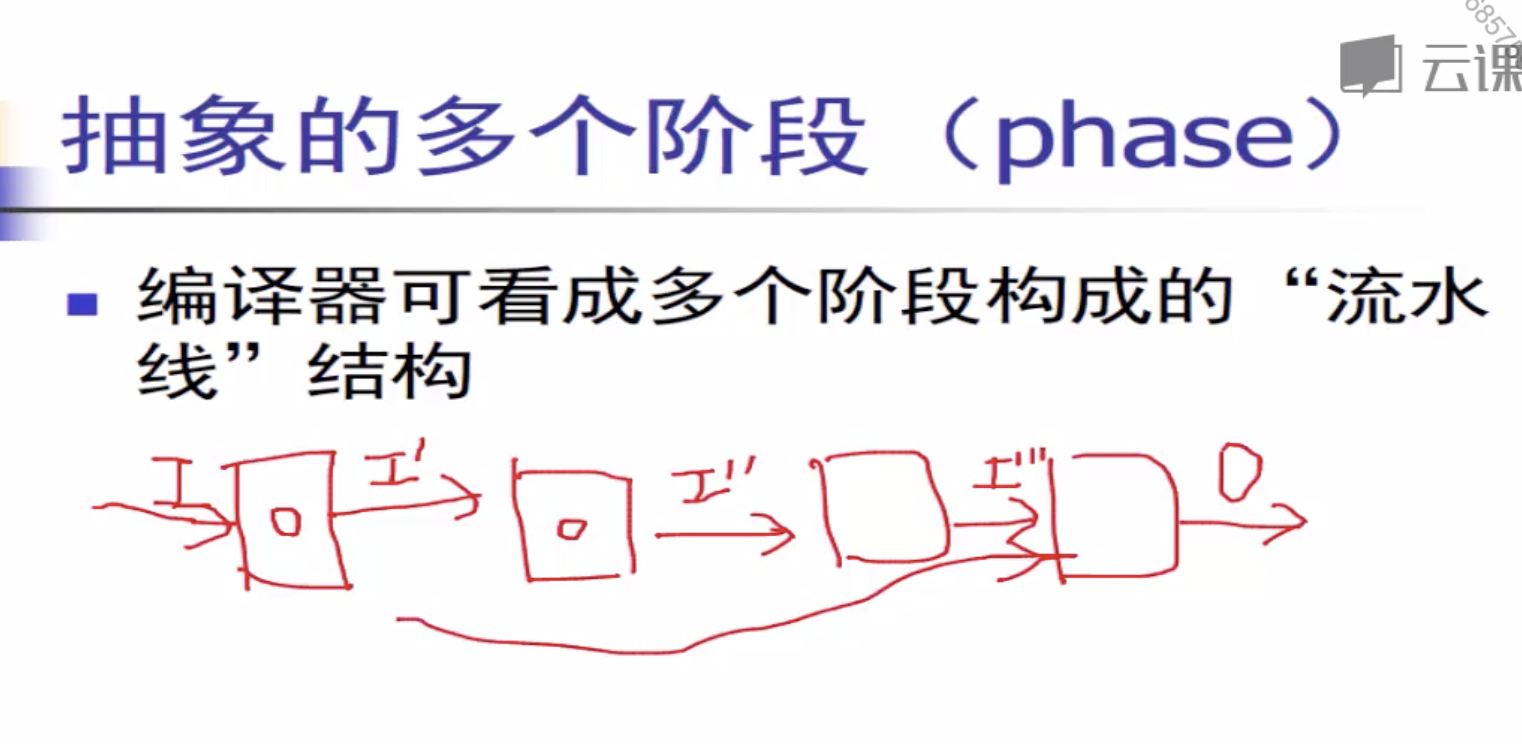 云课
抽象的多个阶段（phase）
编译器可看成多个阶段构成的“流水
线”结构
I I' I'' I''' O